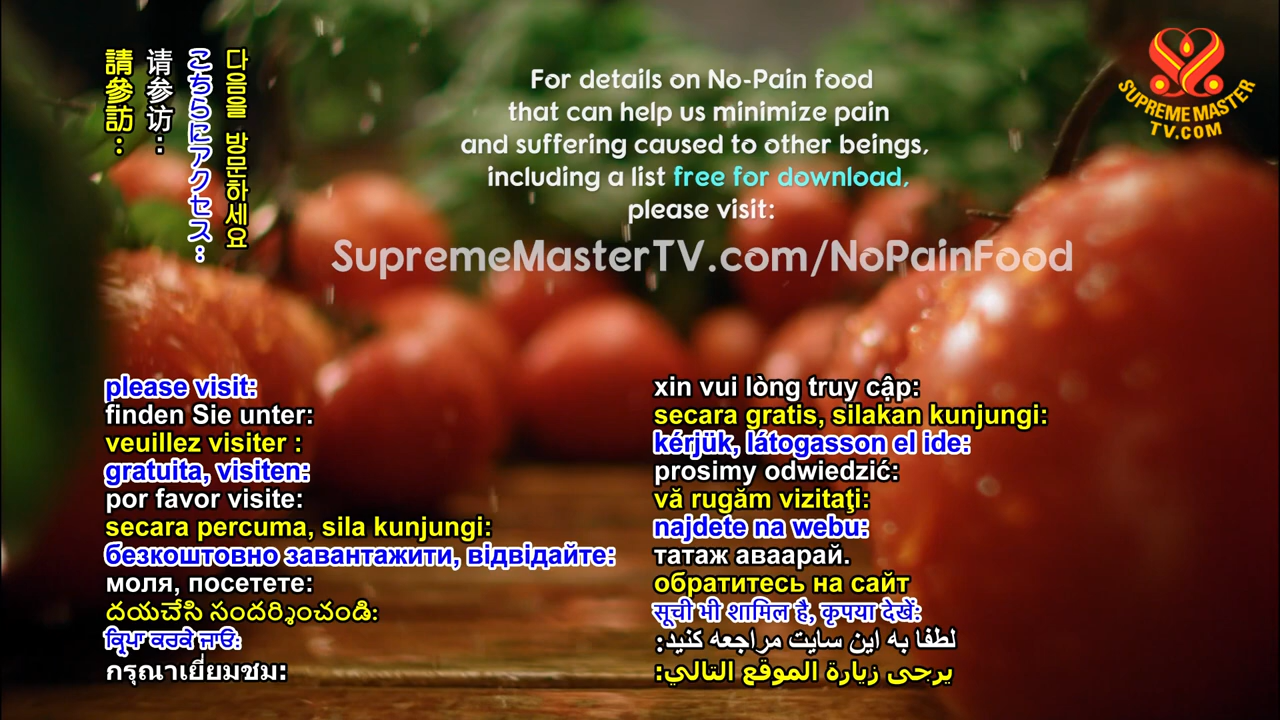 請參訪：
请参访：
こちらにアクセス：
다음을 방문하세요
For details on No-Pain food
that can help us minimize pain
and suffering caused to other beings,
including a list free for download,
please visit:
SupremeMasterTV.com/NoPainFood
SUPREME MASTER
TV.COM
please visit:
finden Sie unter:
veuillez visiter :
gratuita, visiten:
por favor visite:
secara percuma, sila kunjungi:
безкоштовно завантажити, відвідайте:
моля, посетете:
దయచేసి సందర్శించండి:
ਕ੍ਰਿਪਾ ਕਰਕੇ ਜਾਓ:
กรุณาเยี่ยมชม:
xin vui lòng truy cập:
secara gratis, silakan kunjungi:
kérjük, látogasson el ide:
prosimy odwiedzić:
vă rugăm vizitaţi:
najdete na webu:
татаж аваарай.
обратитесь на сайт
सूची भी शामिल है, कृपया देखें:
لطفا به این سایت مراجعه کنید:
يرجى زيارة الموقع التالي: